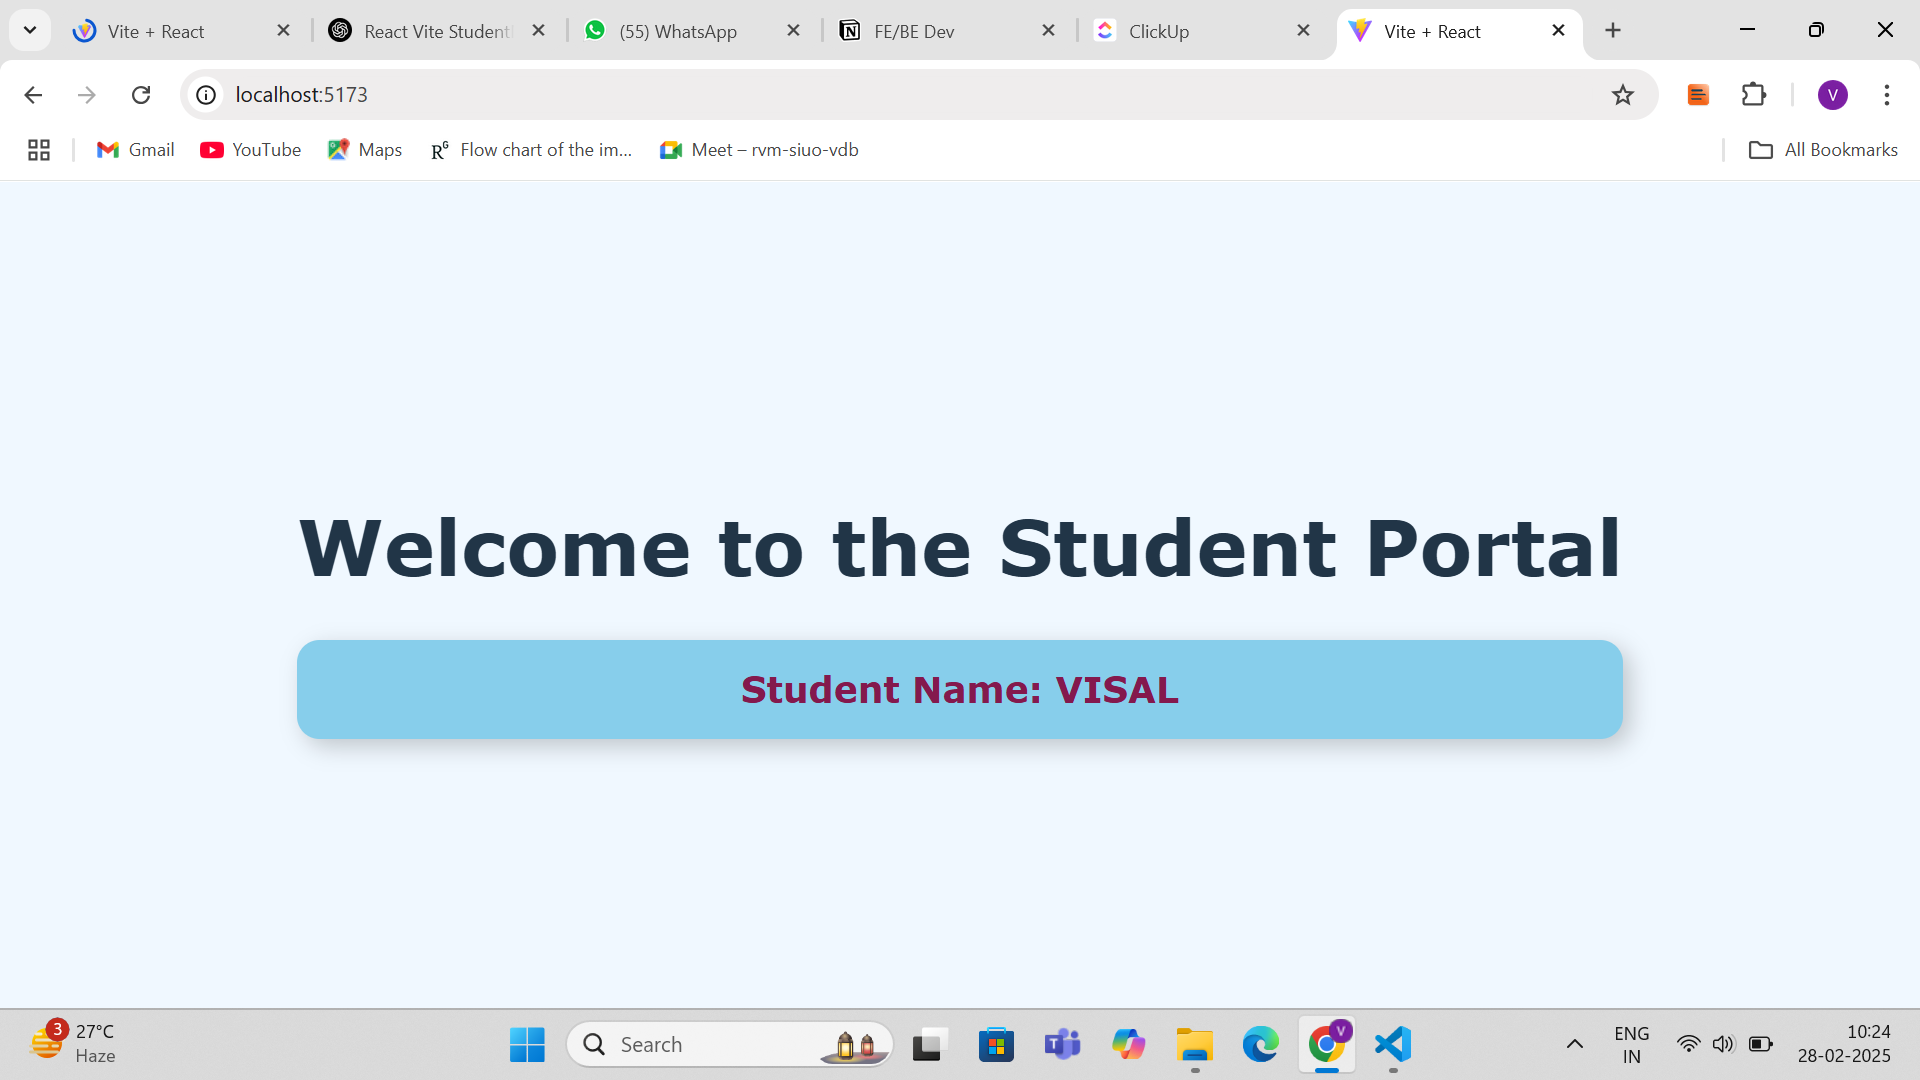 Vite + React
React Vite Student
(55) WhatsApp
FE/BE Dev
ClickUp
Vite + React
localhost:5173
V
Gmail
YouTube
Maps
RG
Flow chart of the im...
Meet – rvm-siuo-vdb
All Bookmarks
Welcome to the Student Portal
Student Name: VISAL
3
27°C
Haze
Search
V
ENG
IN
10:24
28-02-2025